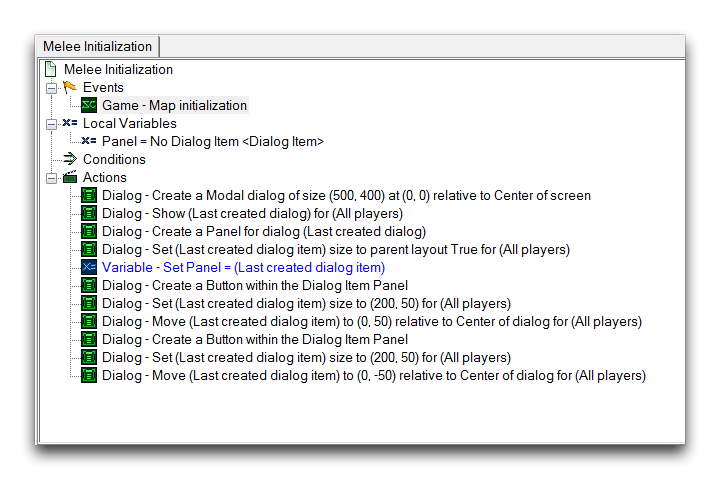 Melee Initialization
Melee Initialization
Events
Game - Map initialization
Local Variables
Panel = No Dialog Item <Dialog Item>
Conditions
Actions
Dialog - Create a Modal dialog of size (500, 400) at (0, 0) relative to Center of screen
Dialog - Show (Last created dialog) for (All players)
Dialog - Create a Panel for dialog (Last created dialog)
Dialog - Set (Last created dialog item) size to parent layout True for (All players)
Variable - Set Panel = (Last created dialog item)
Dialog - Create a Button within the Dialog Item Panel
Dialog - Set (Last created dialog item) size to (200, 50) for (All players)
Dialog - Move (Last created dialog item) to (0, 50) relative to Center of dialog for (All players)
Dialog - Create a Button within the Dialog Item Panel
Dialog - Set (Last created dialog item) size to (200, 50) for (All players)
Dialog - Move (Last created dialog item) to (0, -50) relative to Center of dialog for (All players)